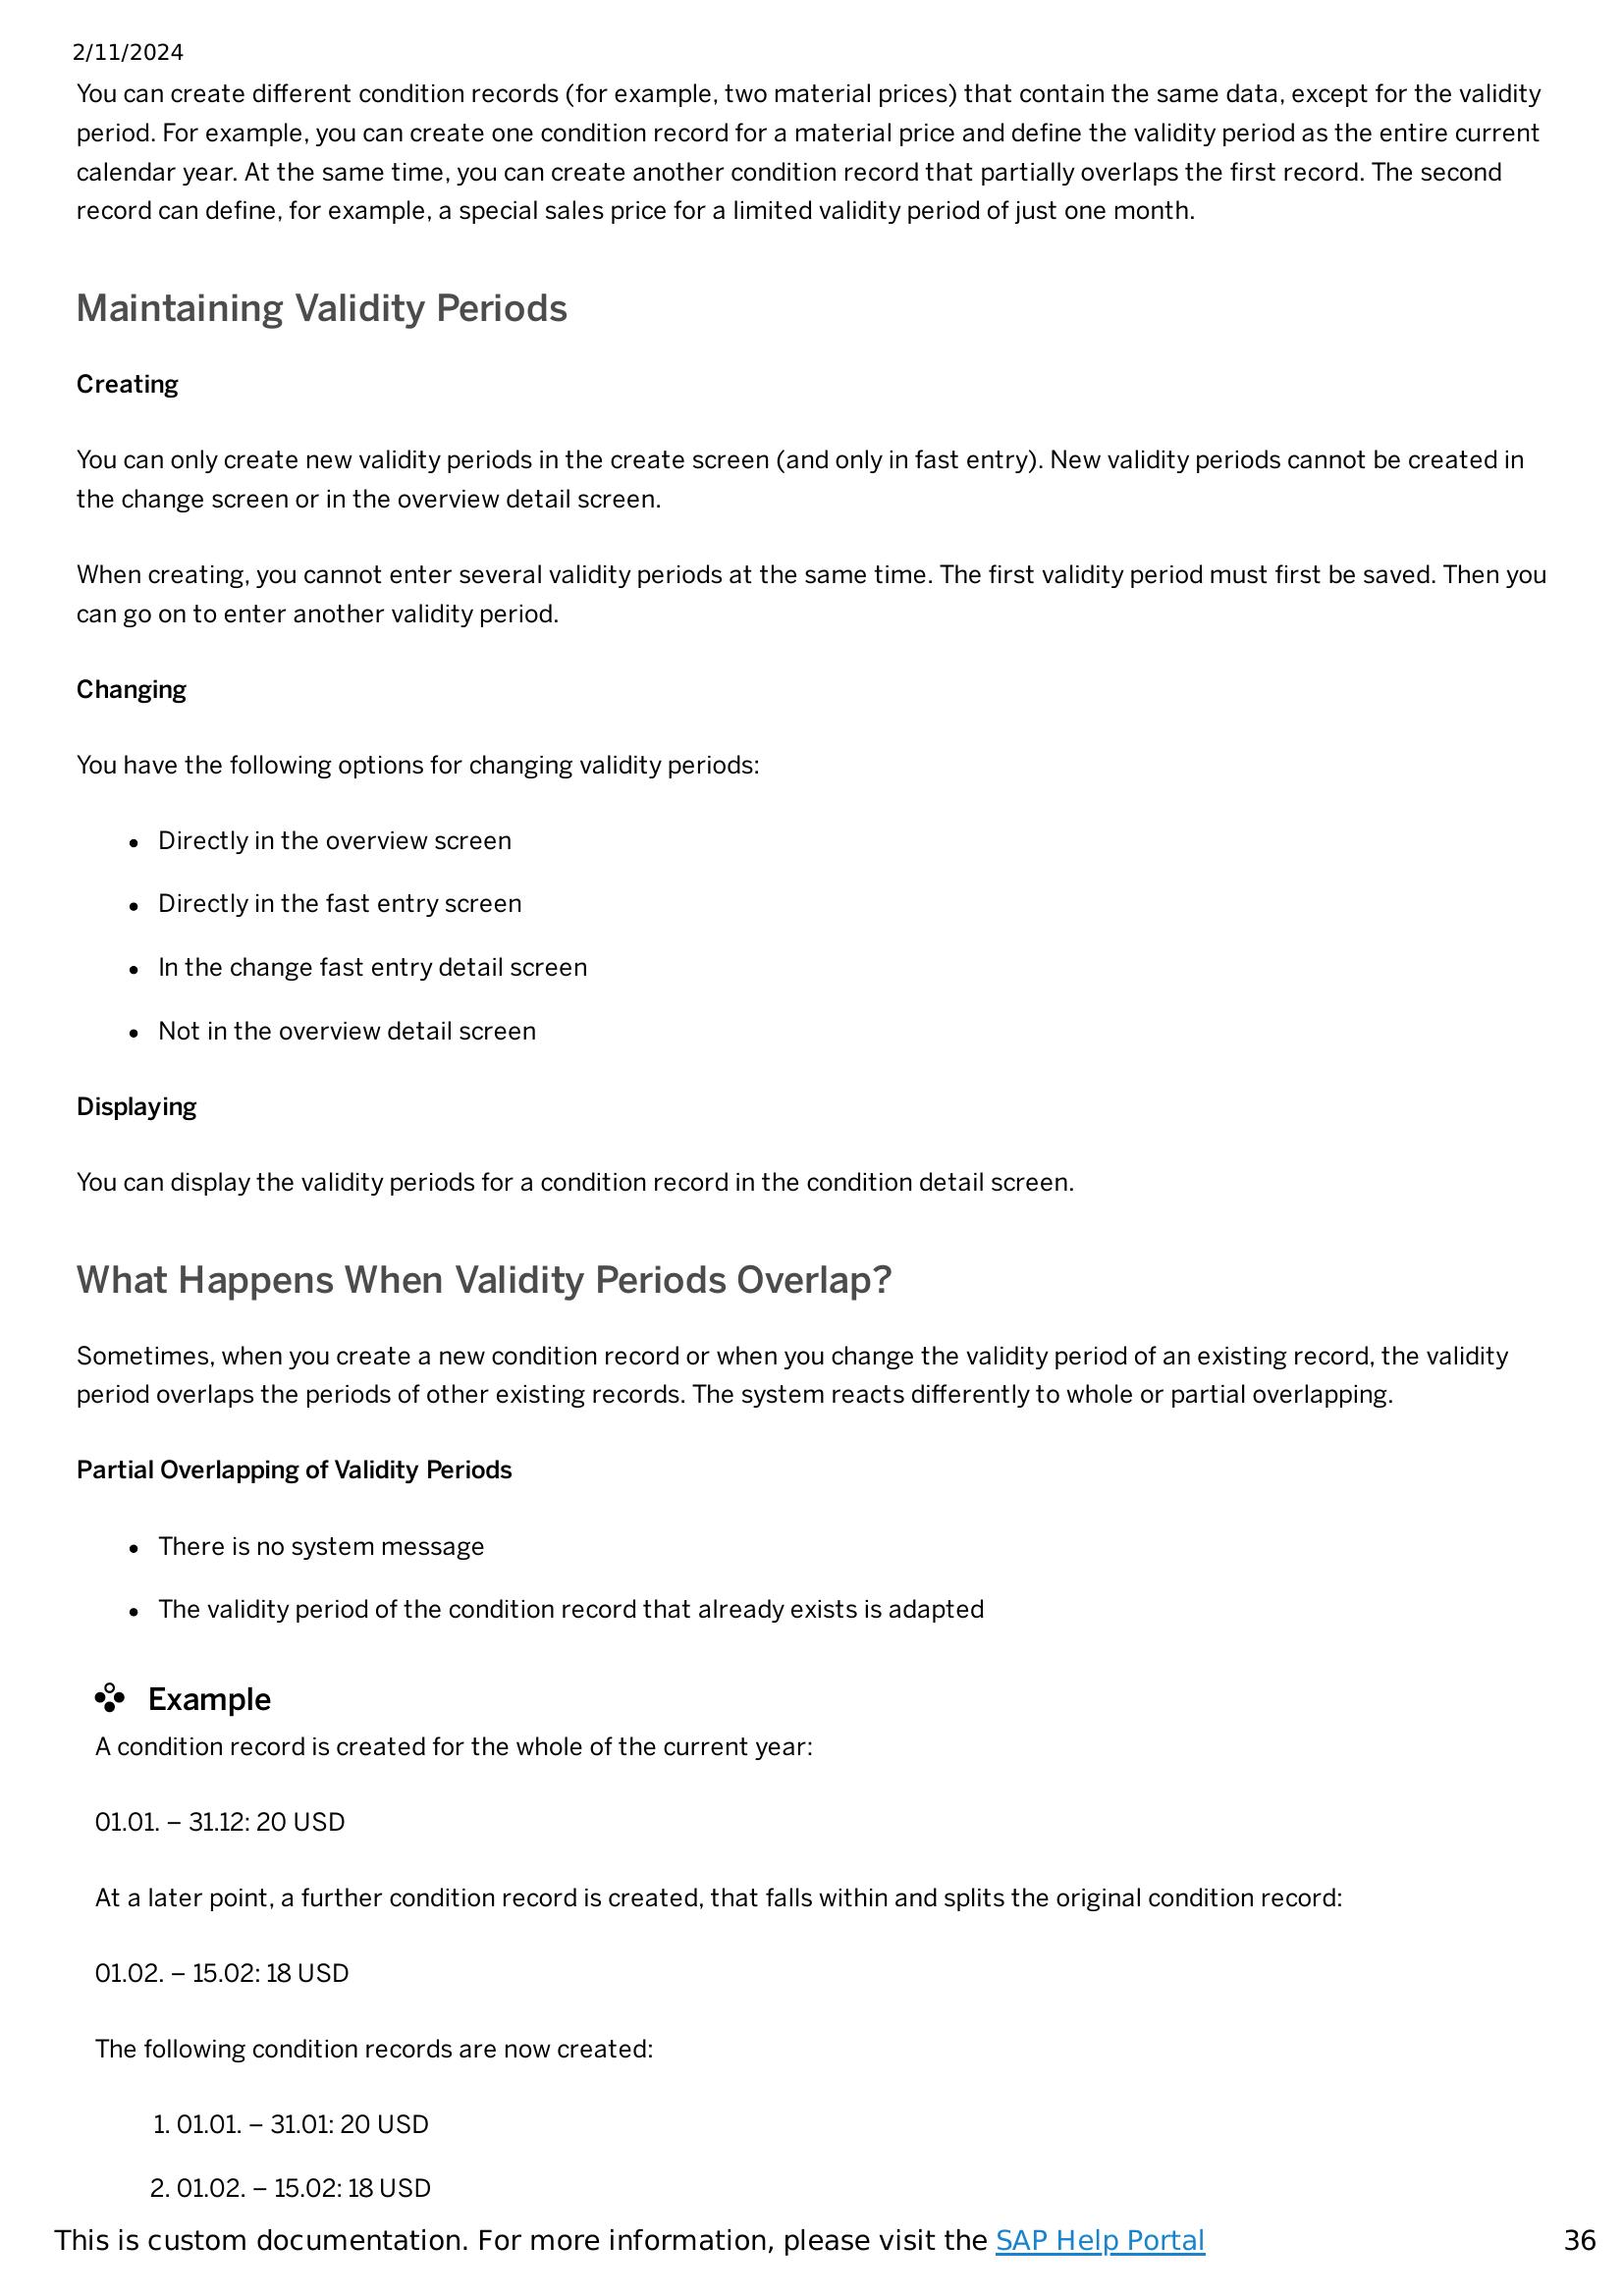 2/11/2024
You can create different condition records (for example, two material prices) that contain the same data, except for the validity
period. For example, you can create one condition record for a material price and define the validity period as the entire current
calendar year. At the same time, you can create another condition record that partially overlaps the first record. The second
record can define, for example, a special sales price for a limited validity period of just one month.
Maintaining Validity Periods
Creating
You can only create new validity periods in the create screen (and only in fast entry). New validity periods cannot be created in
the change screen or in the overview detail screen.
When creating, you cannot enter several validity periods at the same time. The first validity period must first be saved. Then you
can go on to enter another validity period.
Changing
You have the following options for changing validity periods:
• Directly in the overview screen
• Directly in the fast entry screen
• In the change fast entry detail screen
• Not in the overview detail screen
Displaying
You can display the validity periods for a condition record in the condition detail screen.
What Happens When Validity Periods Overlap?
Sometimes, when you create a new condition record or when you change the validity period of an existing record, the validity
period overlaps the periods of other existing records. The system reacts differently to whole or partial overlapping.
Partial Overlapping of Validity Periods
• There is no system message
• The validity period of the condition record that already exists is adapted
Example
A condition record is created for the whole of the current year:
01.01. – 31.12: 20 USD
At a later point, a further condition record is created, that falls within and splits the original condition record:
01.02. – 15.02: 18 USD
The following condition records are now created:
1. 01.01. – 31.01: 20 USD
2. 01.02. – 15.02: 18 USD
This is custom documentation. For more information, please visit the SAP Help Portal 36